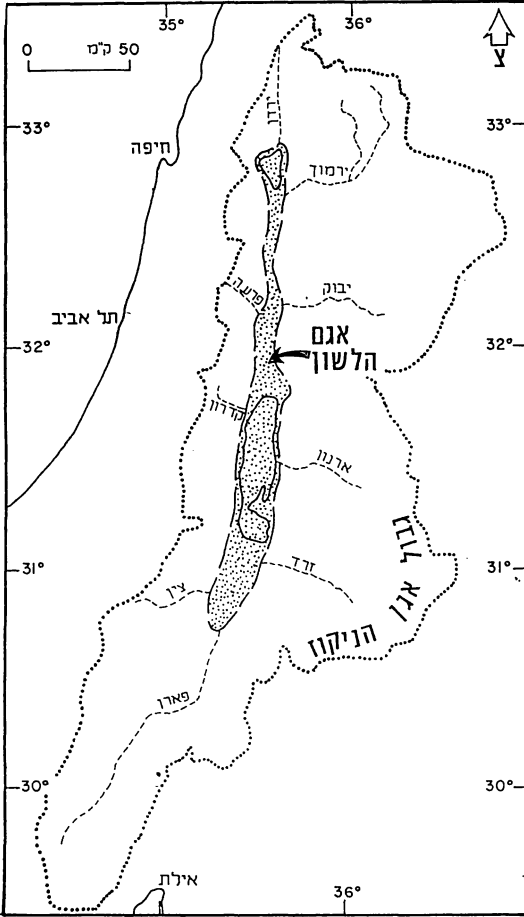 35°
36°
0
50 ק"מ
צ
33°
33°
חיפה
ירדן
ירמוך
פרעה
יבוק
תל אביב
אגם
הלשון
32°
32°
קדרון
ארנון
גבול אגן הניקוז
31°
31°
צין
זרד
פארן
30°
30°
אילת
36°